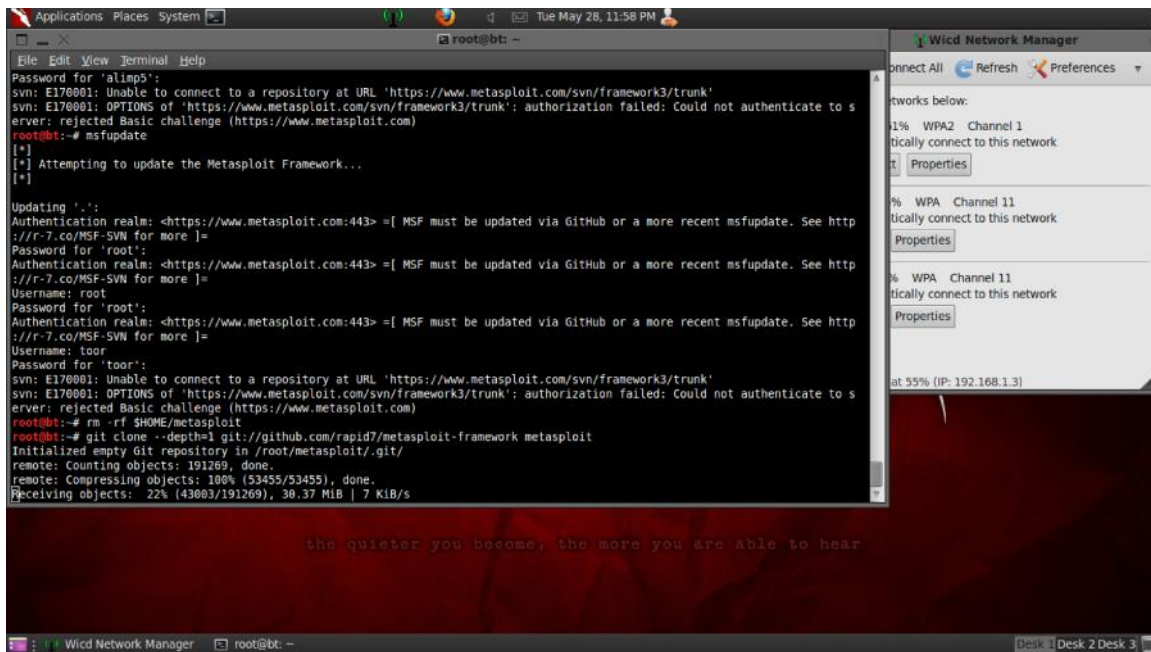 Applications Places System
Tue May 28, 11:58 PM
root@bt: ~
File Edit View Terminal Help
Password for 'alimp5':
svn: E170001: Unable to connect to a repository at URL 'https://www.metasploit.com/svn/framework3/trunk'
svn: E170001: OPTIONS of 'https://www.metasploit.com/svn/framework3/trunk': authorization failed: Could not authenticate to s
erver: rejected Basic challenge (https://www.metasploit.com)
root@bt:~# msfupdate
[*]
[*] Attempting to update the Metasploit Framework...
[*]
Updating '.':
Authentication realm: <https://www.metasploit.com:443> =[ MSF must be updated via GitHub or a more recent msfupdate. See http
://r-7.co/MSF-SVN for more ]=
Password for 'root':
Authentication realm: <https://www.metasploit.com:443> =[ MSF must be updated via GitHub or a more recent msfupdate. See http
://r-7.co/MSF-SVN for more ]=
Username: root
Password for 'root':
Authentication realm: <https://www.metasploit.com:443> =[ MSF must be updated via GitHub or a more recent msfupdate. See http
://r-7.co/MSF-SVN for more ]=
Username: toor
Password for 'toor':
svn: E170001: Unable to connect to a repository at URL 'https://www.metasploit.com/svn/framework3/trunk'
svn: E170001: OPTIONS of 'https://www.metasploit.com/svn/framework3/trunk': authorization failed: Could not authenticate to s
erver: rejected Basic challenge (https://www.metasploit.com)
root@bt:~# rm -rf $HOME/metasploit
root@bt:~# git clone --depth=1 git://github.com/rapid7/metasploit-framework metasploit
Initialized empty Git repository in /root/metasploit/.git/
remote: Counting objects: 191269, done.
remote: Compressing objects: 100% (53455/53455), done.
Receiving objects: 22% (43003/191269), 30.37 MiB | 7 KiB/s
Wicd Network Manager
onnect All Refresh Preferences
tworks below:
51% WPA2 Channel 1
tically connect to this network
ct Properties
% WPA Channel 11
tically connect to this network
Properties
% WPA Channel 11
tically connect to this network
Properties
at 55% (IP: 192.168.1.3)
the quieter you become, the more you are able to hear
Wicd Network Manager
root@bt: ~
Desk 1 Desk 2 Desk 3